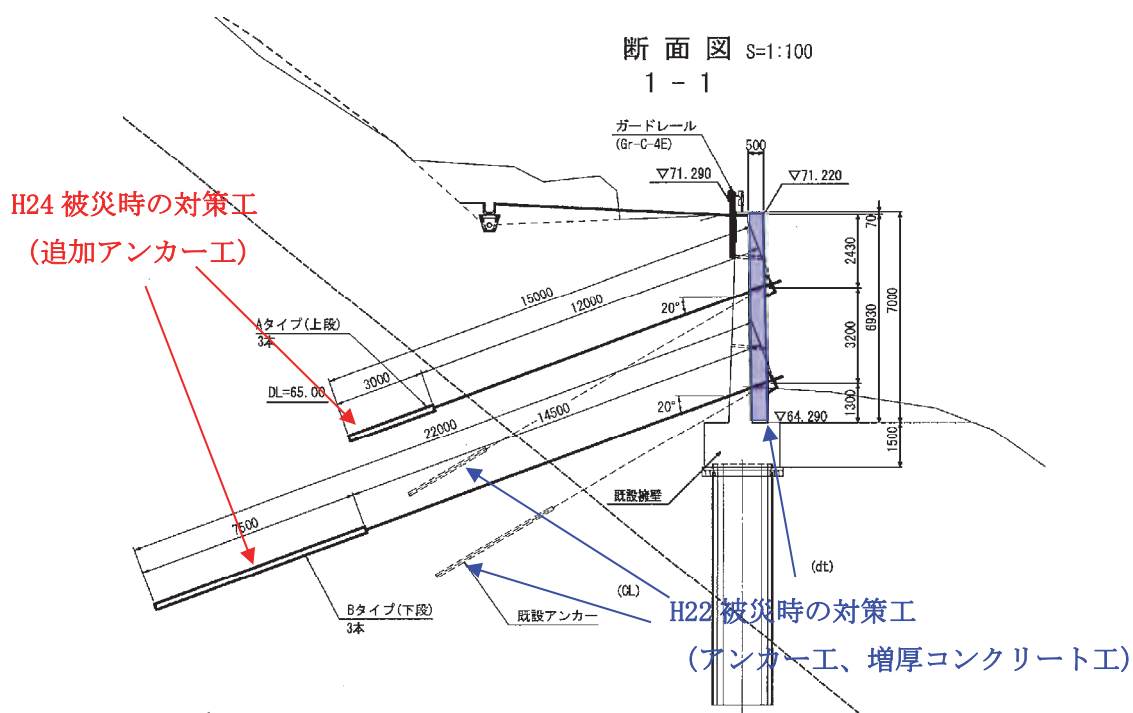 断 面 図 S=1:100
1 - 1
ガードレール
(Gr-C-4E)
500
▽71.290
▽71.220
H24 被災時の対策工
（追加アンカー工）
70
2430
15000
12000
20°
7000
6930
3200
Aタイプ(上段)
3本
3000
DL=65.00
1300
22000
14500
20°
▽64.290
1500
既設擁壁
7500
(dt)
(CL)
Bタイプ(下段)
3本
既設アンカー
H22 被災時の対策工
（アンカー工、増厚コンクリート工）